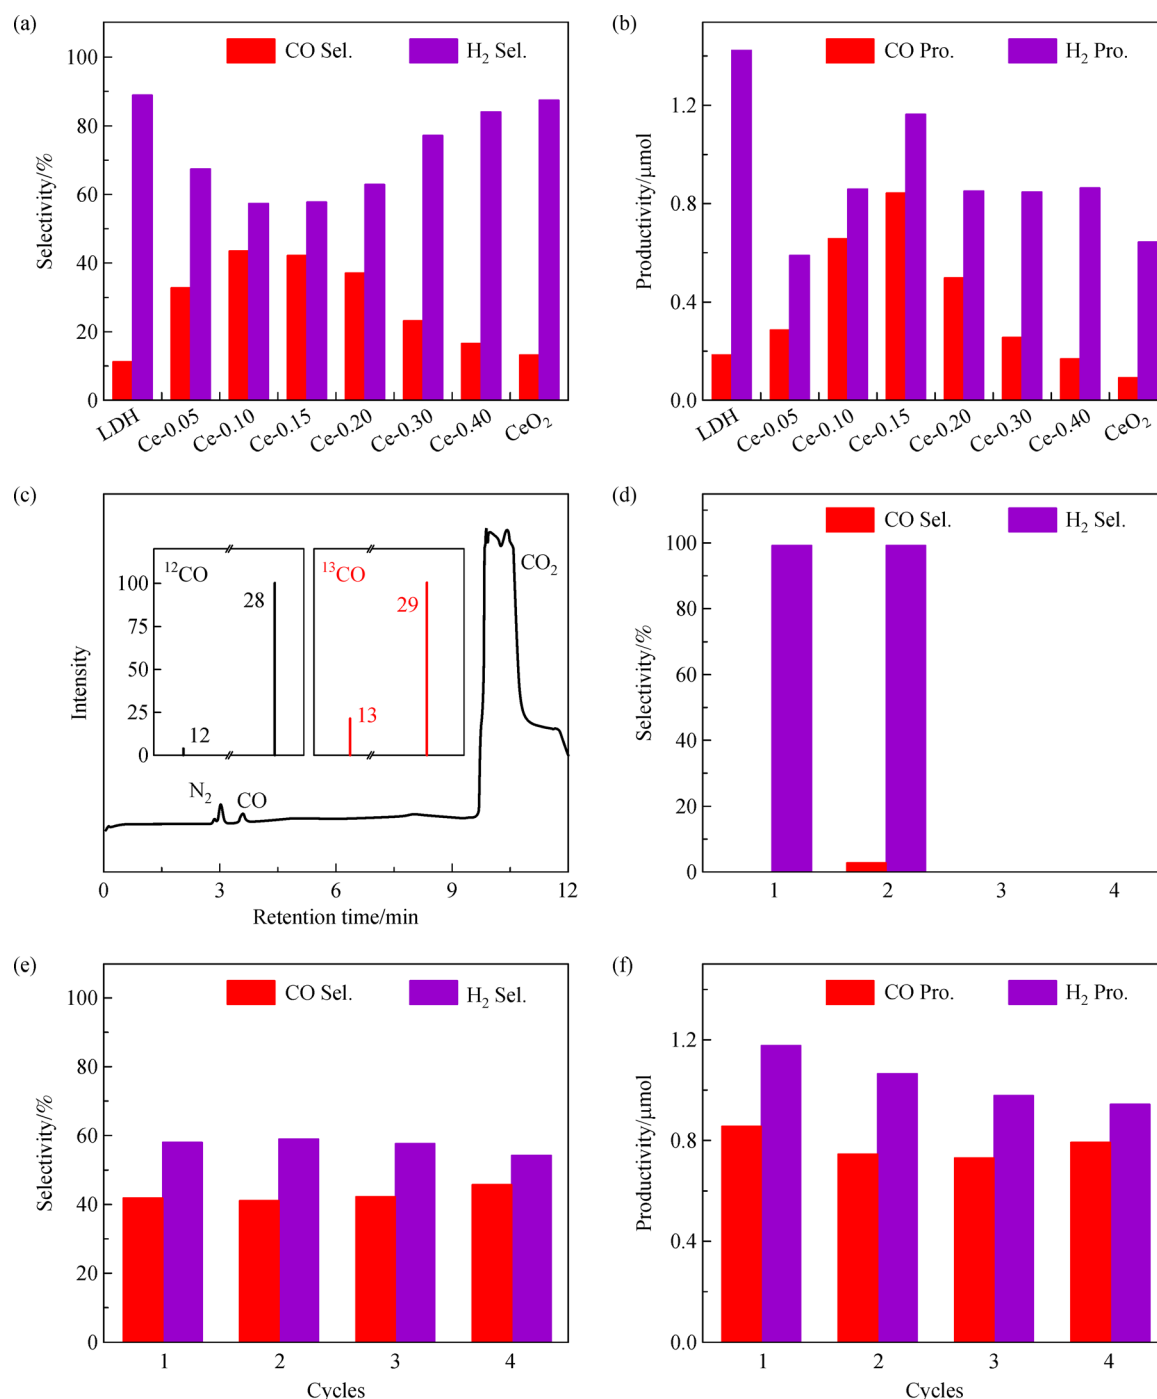 (a)
CO Sel.
H₂ Sel.
100
80
60
40
20
0
Selectivity/%
LDH
Ce-0.05
Ce-0.10
Ce-0.15
Ce-0.20
Ce-0.30
Ce-0.40
CeO₂
(b)
CO Pro.
H₂ Pro.
1.2
0.8
0.4
0.0
Productivity/μmol
LDH
Ce-0.05
Ce-0.10
Ce-0.15
Ce-0.20
Ce-0.30
Ce-0.40
CeO₂
(c)
Intensity
¹²CO
100
75
50
25
0
28
12
¹³CO
29
13
CO₂
N₂
CO
0
3
6
9
12
Retention time/min
(d)
CO Sel.
H₂ Sel.
100
80
60
40
20
0
Selectivity/%
1
2
3
4
(e)
CO Sel.
H₂ Sel.
100
80
60
40
20
0
Selectivity/%
1
2
3
4
Cycles
(f)
CO Pro.
H₂ Pro.
1.2
0.8
0.4
0.0
Productivity/μmol
1
2
3
4
Cycles